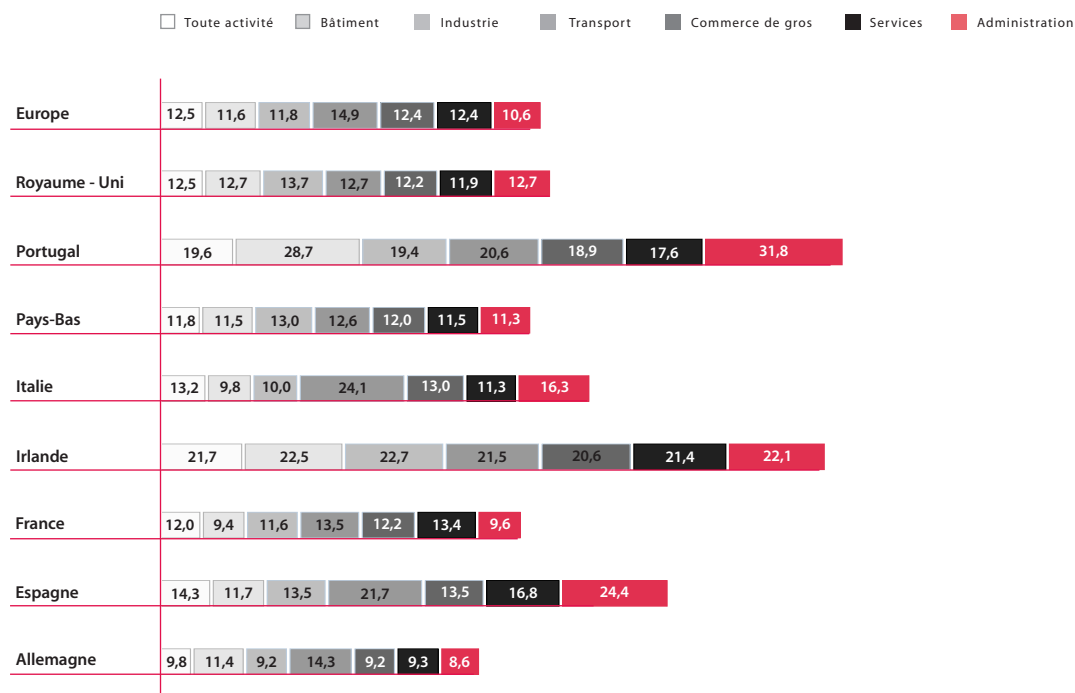 Toute activité Bâtiment Industrie Transport Commerce de gros Services Administration
Europe 12,5 11,6 11,8 14,9 12,4 12,4 10,6
Royaume - Uni 12,5 12,7 13,7 12,7 12,2 11,9 12,7
Portugal 19,6 28,7 19,4 20,6 18,9 17,6 31,8
Pays-Bas 11,8 11,5 13,0 12,6 12,0 11,5 11,3
Italie 13,2 9,8 10,0 24,1 13,0 11,3 16,3
Irlande 21,7 22,5 22,7 21,5 20,6 21,4 22,1
France 12,0 9,4 11,6 13,5 12,2 13,4 9,6
Espagne 14,3 11,7 13,5 21,7 13,5 16,8 24,4
Allemagne 9,8 11,4 9,2 14,3 9,2 9,3 8,6